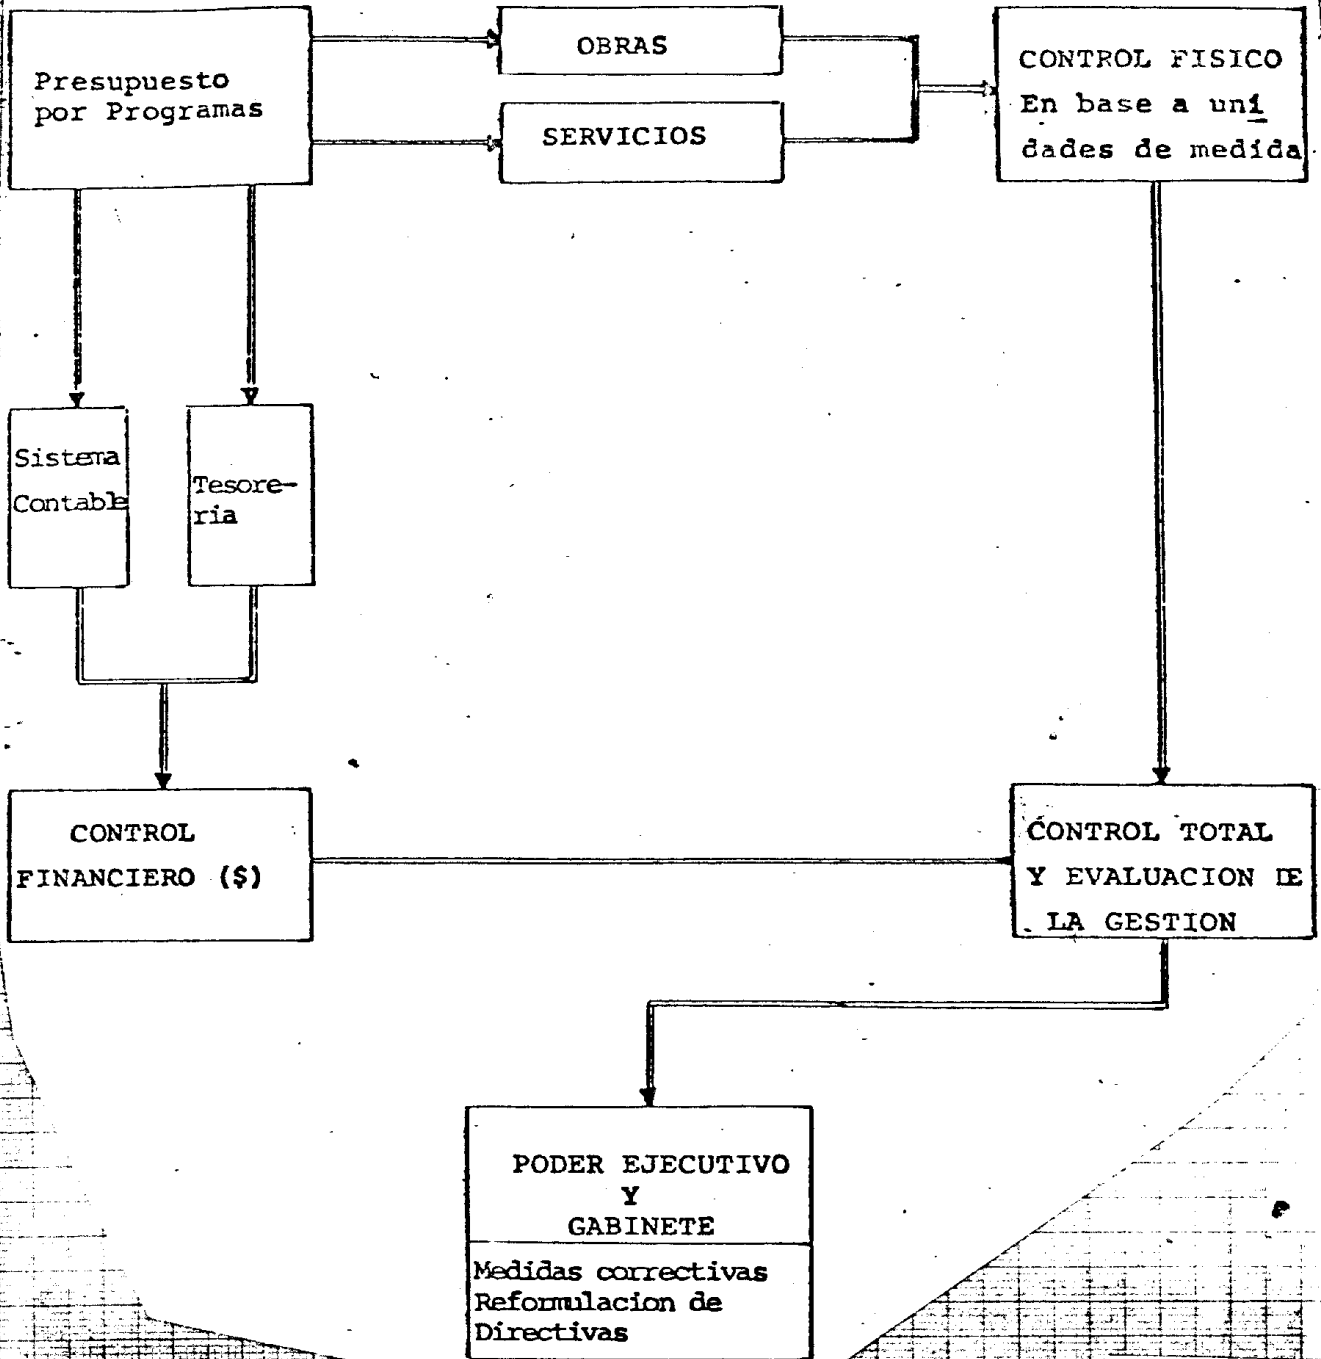 Presupuesto
por Programas
OBRAS
SERVICIOS
CONTROL FISICO
En base a uni
dades de medida
Sistema
Contable
Tesore-
ria
CONTROL
FINANCIERO ($)
CONTROL TOTAL
Y EVALUACION DE
LA GESTION
PODER EJECUTIVO
Y
GABINETE
Medidas correctivas
Reformulacion de
Directivas